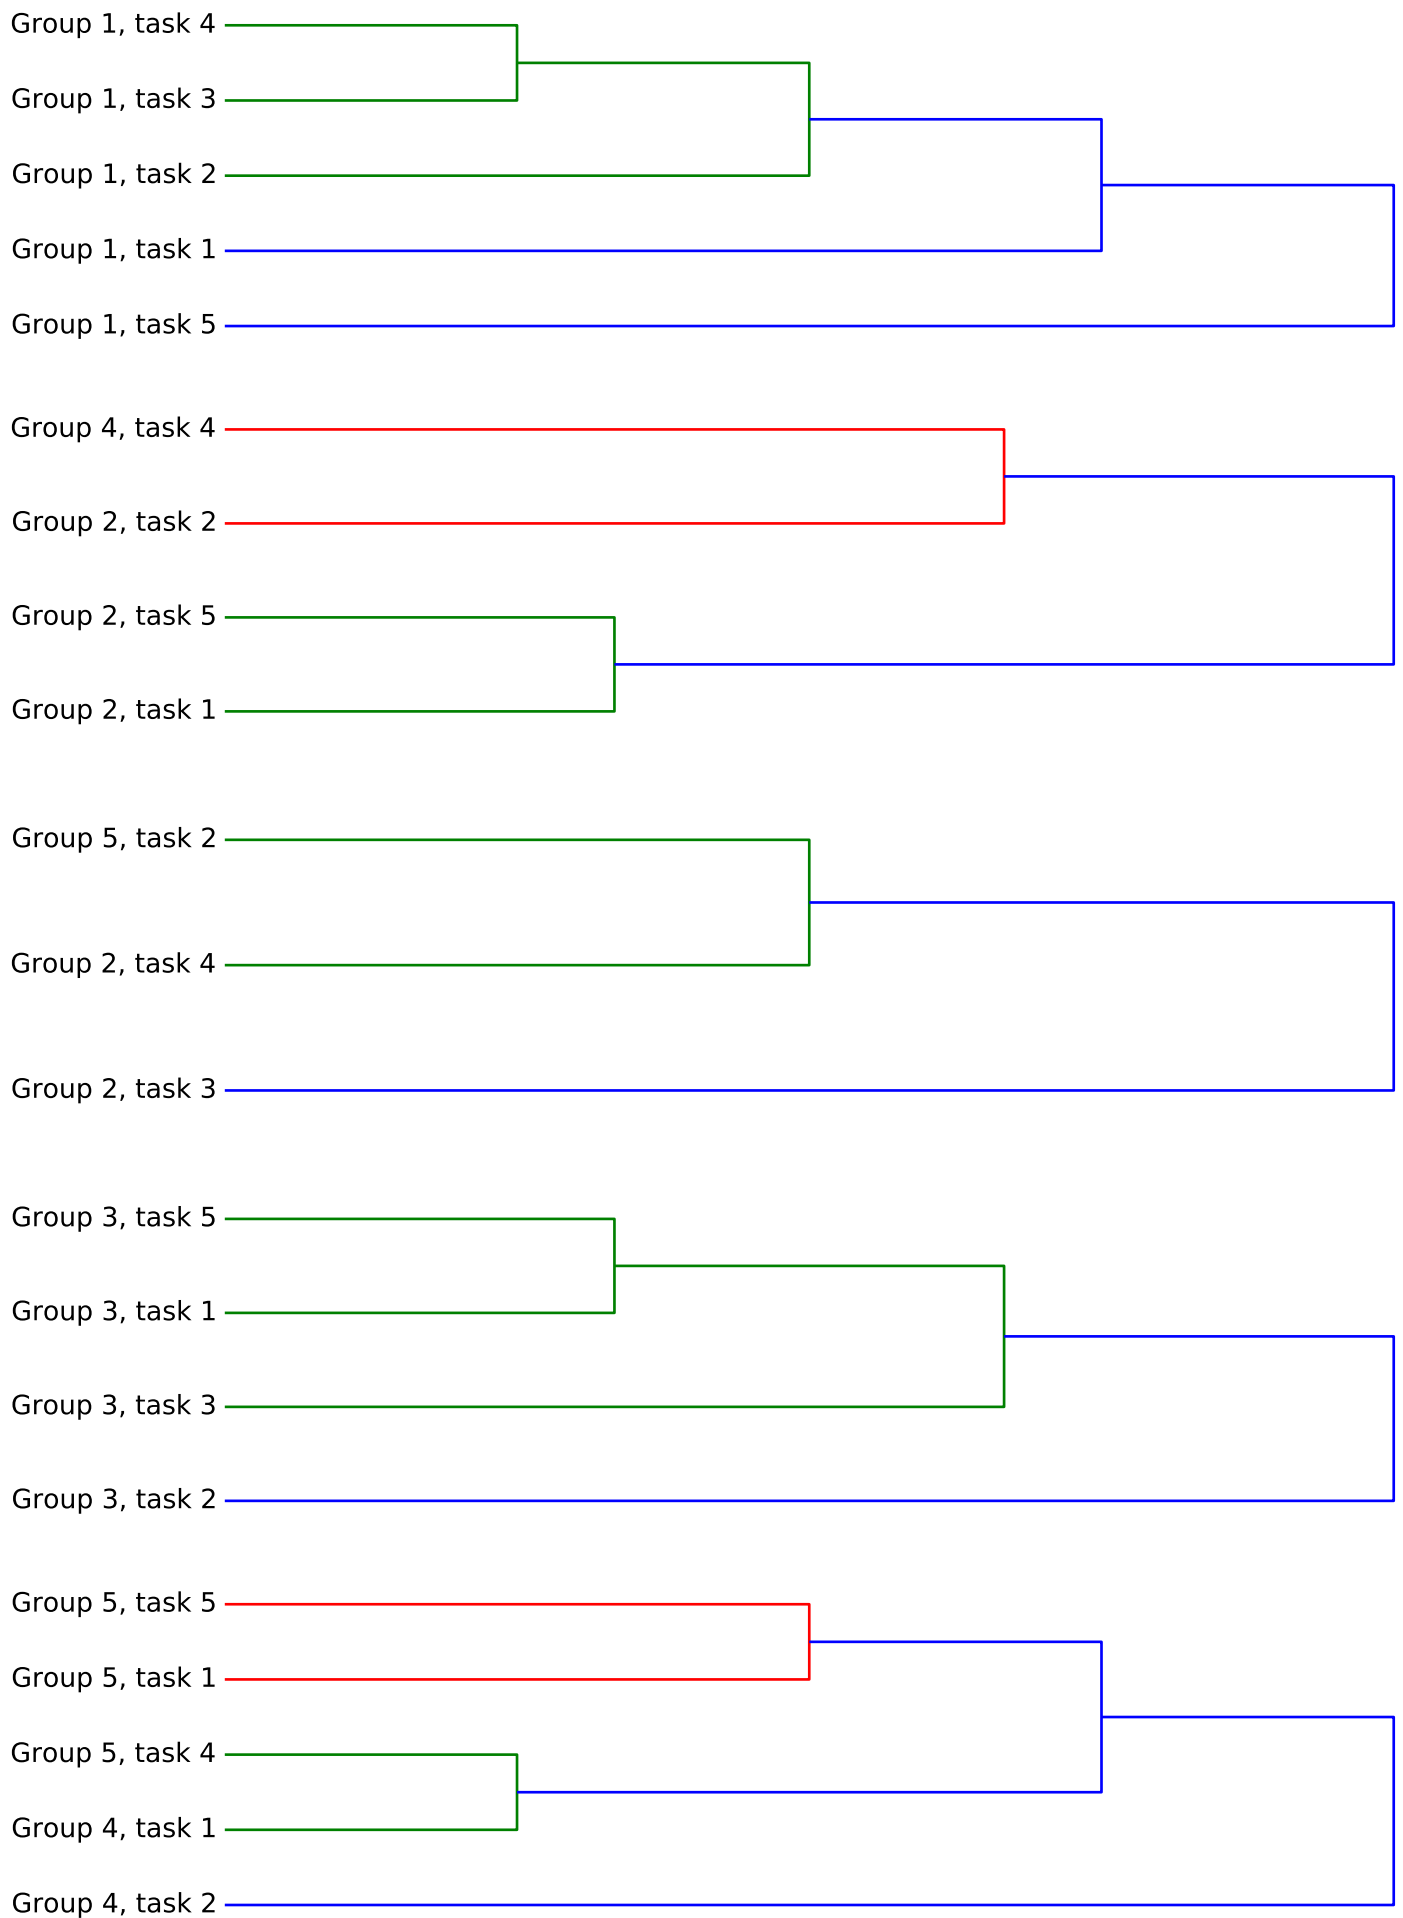 Group 1, task 4
Group 1, task 3
Group 1, task 2
Group 1, task 1
Group 1, task 5
Group 4, task 4
Group 2, task 2
Group 2, task 5
Group 2, task 1
Group 5, task 2
Group 2, task 4
Group 2, task 3
Group 3, task 5
Group 3, task 1
Group 3, task 3
Group 3, task 2
Group 5, task 5
Group 5, task 1
Group 5, task 4
Group 4, task 1
Group 4, task 2